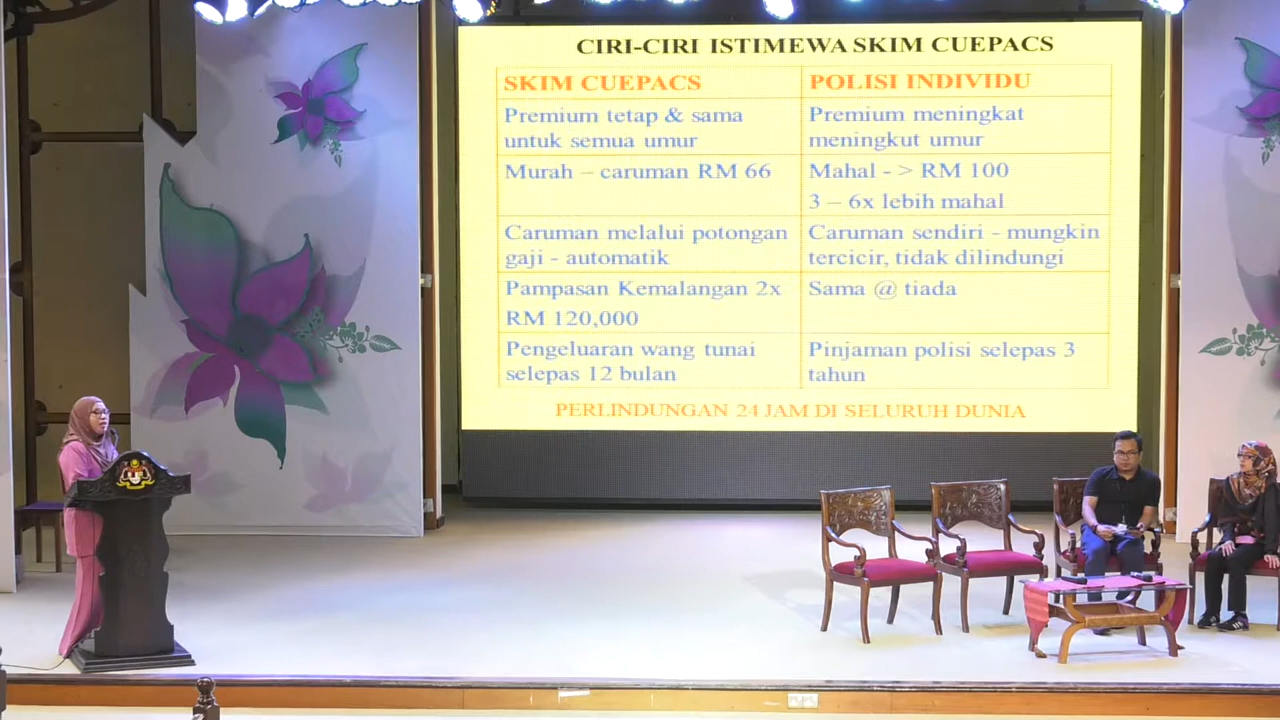 CIRI-CIRI ISTIMEWA SKIM CUEPACS
SKIM CUEPACS
POLISI INDIVIDU
Premium tetap & sama
untuk semua umur
Premium meningkat
meningkut umur
Murah – caruman RM 66
Mahal - > RM 100
3 – 6x lebih mahal
Caruman melalui potongan
gaji - automatik
Caruman sendiri - mungkin
tercicir, tidak dilindungi
Pampasan Kemalangan 2x
RM 120,000
Sama @ tiada
Pengeluaran wang tunai
selepas 12 bulan
Pinjaman polisi selepas 3
tahun
PERLINDUNGAN 24 JAM DI SELURUH DUNIA